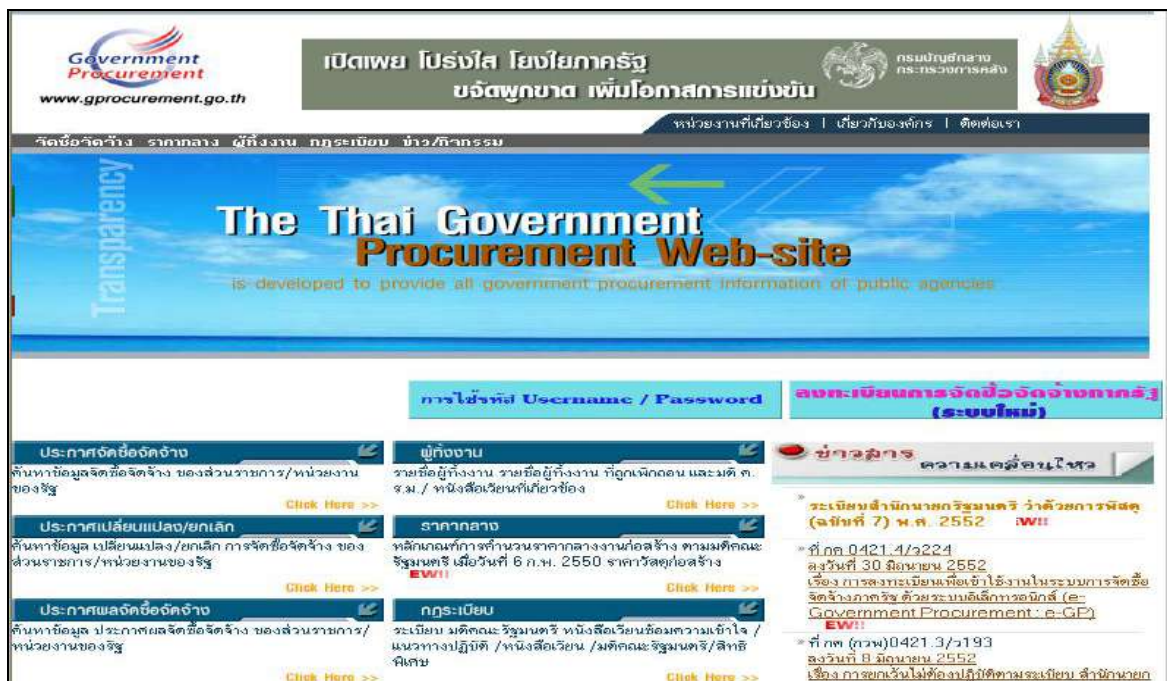 Government
Procurement
www.gprocurement.go.th
เปิดเผย โปร่งใส โยงใยภาครัฐ
ขจัดผูกขาด เพิ่มโอกาสการแข่งขัน
กรมบัญชีกลาง
กระทรวงการคลัง
หน่วยงานที่เกี่ยวข้อง | เกี่ยวกับองค์กร | ติดต่อเรา
จัดซื้อจัดจ้าง ราคากลาง ผู้ทิ้งงาน กฎระเบียบ ข่าว/กิจกรรม
Transparency
The Thai Government
Procurement Web-site
is developed to provide all government procurement information of public agencies
การใช้รหัส Username / Password
ลงทะเบียนการจัดซื้อจัดจ้างภาครัฐ
(ระบบใหม่)
ประกาศจัดซื้อจัดจ้าง
ค้นหาข้อมูลจัดซื้อจัดจ้าง ของส่วนราชการ/หน่วยงาน
ของรัฐ
Click Here >>
ประกาศเปลี่ยนแปลง/ยกเลิก
ค้นหาข้อมูล เปลี่ยนแปลง/ยกเลิก การจัดซื้อจัดจ้าง ของ
ส่วนราชการ/หน่วยงานของรัฐ
Click Here >>
ประกาศผลจัดซื้อจัดจ้าง
ค้นหาข้อมูล ประกาศผลจัดซื้อจัดจ้าง ของส่วนราชการ/
หน่วยงานของรัฐ
Click Here >>
ผู้ทิ้งงาน
รายชื่อผู้ทิ้งงาน รายชื่อผู้ทิ้งงาน ที่ถูกเพิกถอน และมติ ค.
ร.ม./ หนังสือเวียนที่เกี่ยวข้อง
Click Here >>
ราคากลาง
หลักเกณฑ์การคำนวณราคากลางงานก่อสร้าง ตามมติคณะ
รัฐมนตรี เมื่อวันที่ 6 ก.พ. 2550 ราคาวัสดุก่อสร้าง
EW!!
Click Here >>
กฎระเบียบ
ระเบียบ มติคณะรัฐมนตรี หนังสือเวียนซ้อมความเข้าใจ /
แนวทางปฏิบัติ /หนังสือเวียน /มติคณะรัฐมนตรี/สิทธิ
พิเศษ
Click Here >>
ข่าวสาร
ความเคลื่อนไหว
ระเบียบสำนักนายกรัฐมนตรี ว่าด้วยการพัสดุ
(ฉบับที่ 7) พ.ศ. 2552 W!!
ที่ กค 0421.4/ว224
ลงวันที่ 30 มิถุนายน 2552
เรื่อง การลงทะเบียนเพื่อเข้าใช้งานในระบบการจัดซื้อ
จัดจ้างภาครัฐ ด้วยระบบอิเล็กทรอนิกส์ (e-
Government Procurement : e-GP)
EW!!
ที่ กค (กวพ)0421.3/ว193
ลงวันที่ 8 มิถุนายน 2552
เรื่อง การยกเว้นไม่ต้องปฏิบัติตามระเบียบ สำนักนายก